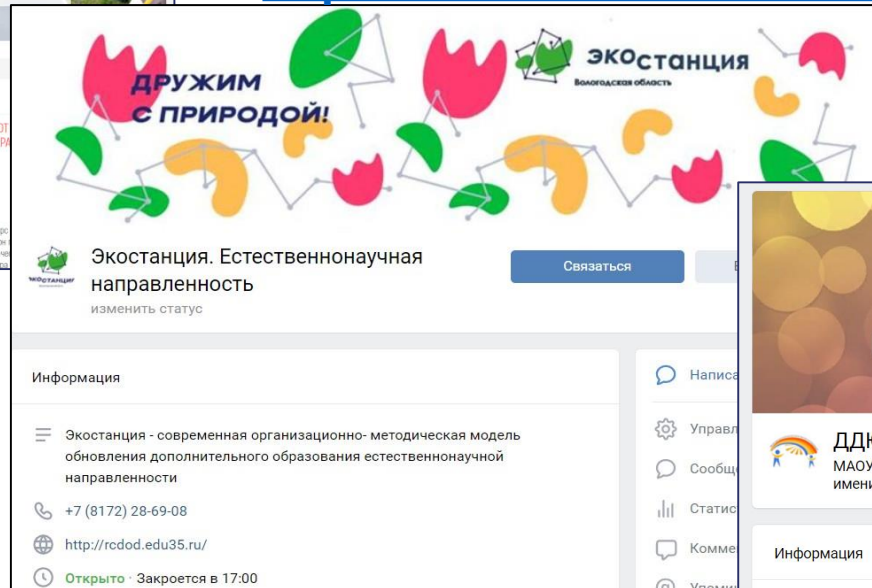 ДРУЖИМ
С ПРИРОДОЙ!
ЭКОСТАНЦИЯ
Вологодская область
ЭКОСТАНЦИЯ
Экостанция. Естественнонаучная
направленность
изменить статус
Связаться
Информация
Экостанция - современная организационно- методическая модель
обновления дополнительного образования естественнонаучной
направленности
+7 (8172) 28-69-08
http://rcdod.edu35.ru/
Открыто · Закроется в 17:00
Написа
Управл
Сообщ
Статис
Комме
Упоми
МАОУ
имени
Информация